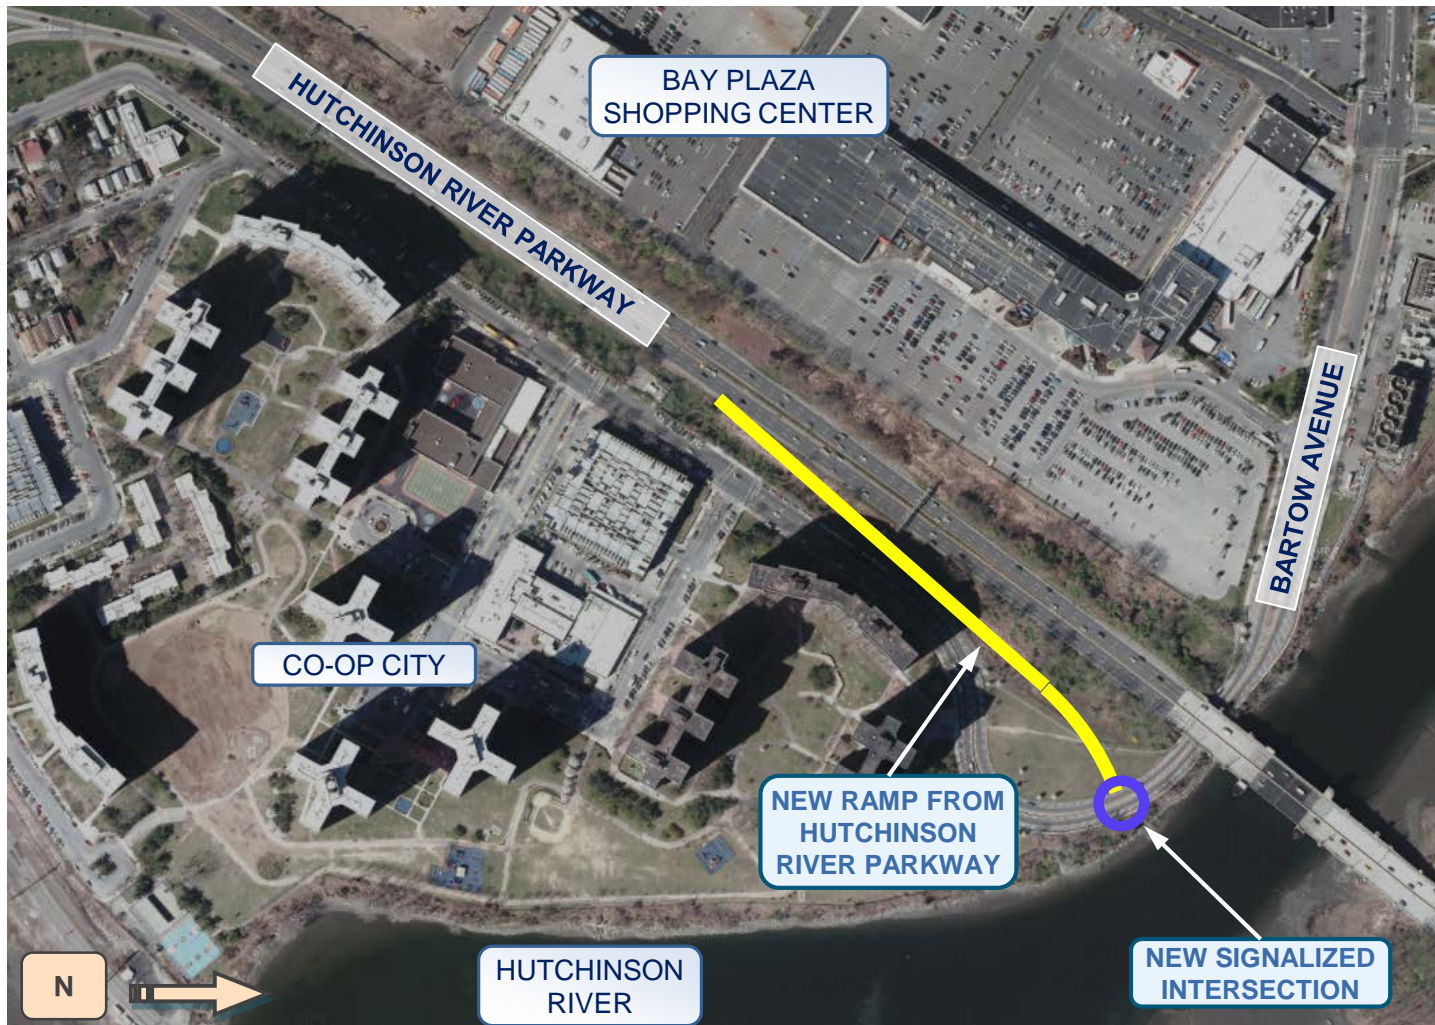 BAY PLAZA
SHOPPING CENTER
HUTCHINSON RIVER PARKWAY
BARTOW AVENUE
CO-OP CITY
NEW RAMP FROM
HUTCHINSON
RIVER PARKWAY
NEW SIGNALIZED
INTERSECTION
HUTCHINSON
RIVER
N